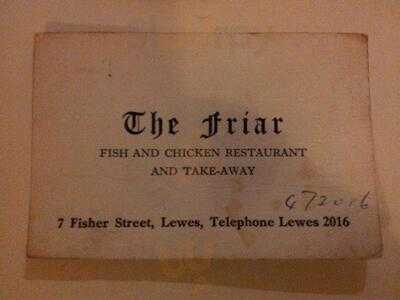 The Friar
FISH AND CHICKEN RESTAURANT
AND TAKE-AWAY
472016
7 Fisher Street, Lewes, Telephone Lewes 2016